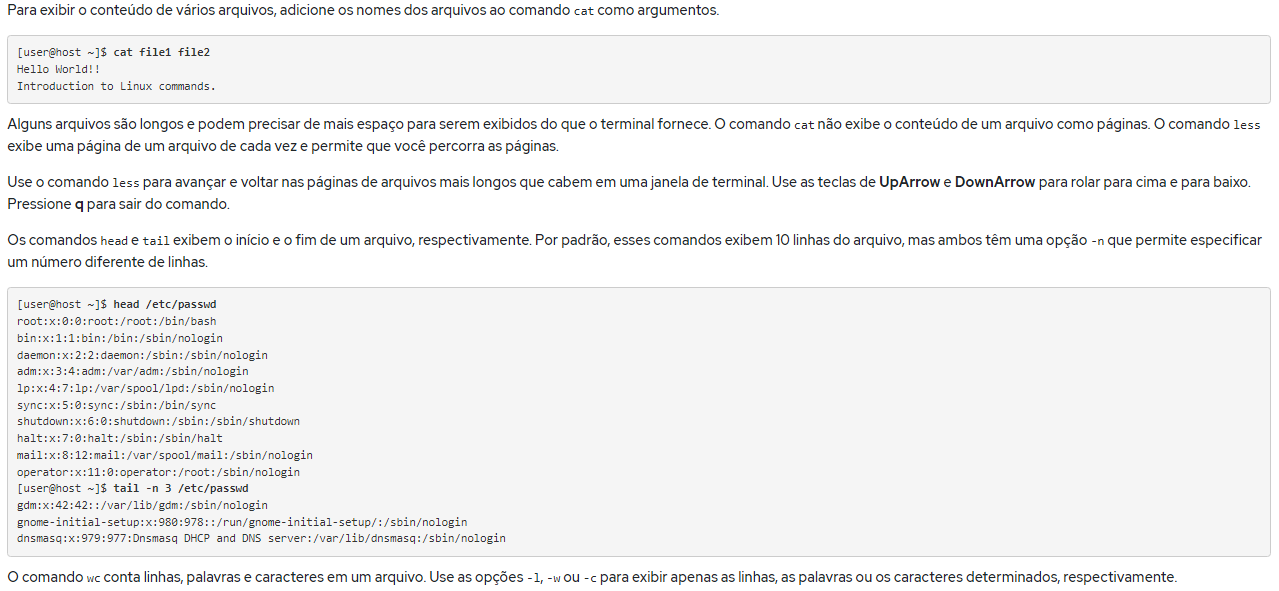 Para exibir o conteúdo de vários arquivos, adicione os nomes dos arquivos ao comando cat como argumentos.
[user@host ~]$ cat file1 file2
Hello World!!
Introduction to Linux commands.
Alguns arquivos são longos e podem precisar de mais espaço para serem exibidos do que o terminal fornece. O comando cat não exibe o conteúdo de um arquivo como páginas. O comando less
exibe uma página de um arquivo de cada vez e permite que você percorra as páginas.
Use o comando less para avançar e voltar nas páginas de arquivos mais longos que cabem em uma janela de terminal. Use as teclas de UpArrow e DownArrow para rolar para cima e para baixo.
Pressione q para sair do comando.
Os comandos head e tail exibem o início e o fim de um arquivo, respectivamente. Por padrão, esses comandos exibem 10 linhas do arquivo, mas ambos têm uma opção -n que permite especificar
um número diferente de linhas.
[user@host ~]$ head /etc/passwd
root:x:0:0:root:/root:/bin/bash
bin:x:1:1:bin:/bin:/sbin/nologin
daemon:x:2:2:daemon:/sbin:/sbin/nologin
adm:x:3:4:adm:/var/adm:/sbin/nologin
lp:x:4:7:lp:/var/spool/lpd:/sbin/nologin
sync:x:5:0:sync:/sbin:/bin/sync
shutdown:x:6:0:shutdown:/sbin:/sbin/shutdown
halt:x:7:0:halt:/sbin:/sbin/halt
mail:x:8:12:mail:/var/spool/mail:/sbin/nologin
operator:x:11:0:operator:/root:/sbin/nologin
[user@host ~]$ tail -n 3 /etc/passwd
gdm:x:42:42::/var/lib/gdm:/sbin/nologin
gnome-initial-setup:x:980:978::/run/gnome-initial-setup/:/sbin/nologin
dnsmasq:x:979:977:Dnsmasq DHCP and DNS server:/var/lib/dnsmasq:/sbin/nologin
O comando wc conta linhas, palavras e caracteres em um arquivo. Use as opções -l, -w ou -c para exibir apenas as linhas, as palavras ou os caracteres determinados, respectivamente.